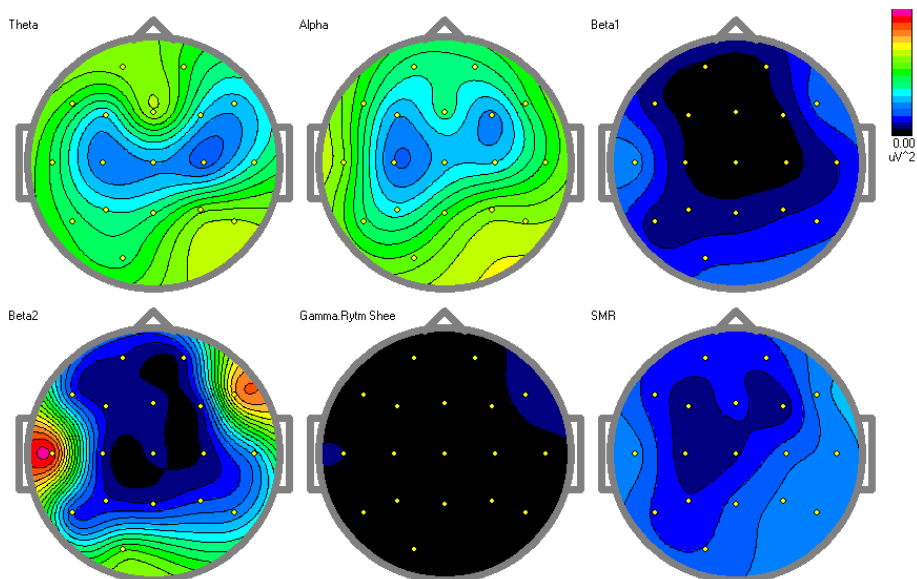 Theta
Alpha
Beta1
0.00
uV^2
Beta2
Gamma.Rytm Shee
SMR